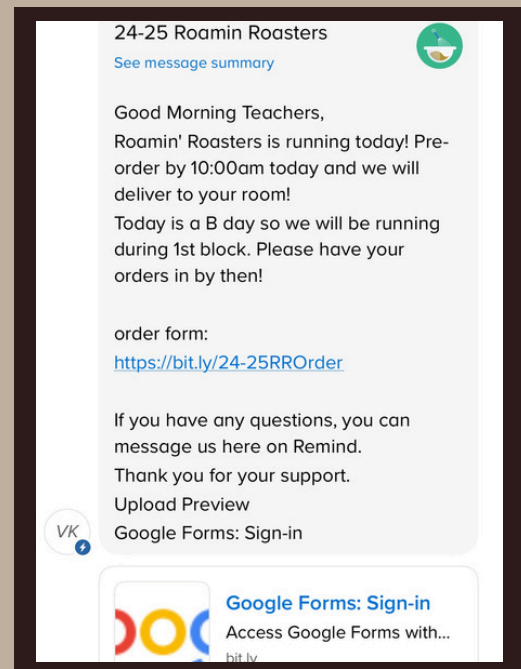 24-25 Roamin Roasters
See message summary
Good Morning Teachers,
Roamin' Roasters is running today! Pre-
order by 10:00am today and we will
deliver to your room!
Today is a B day so we will be running
during 1st block. Please have your
orders in by then!
order form:
https://bit.ly/24-25RROrder
If you have any questions, you can
message us here on Remind.
Thank you for your support.
Upload Preview
VK
Google Forms: Sign-in
Google Forms: Sign-in
Access Google Forms with...
bit.ly